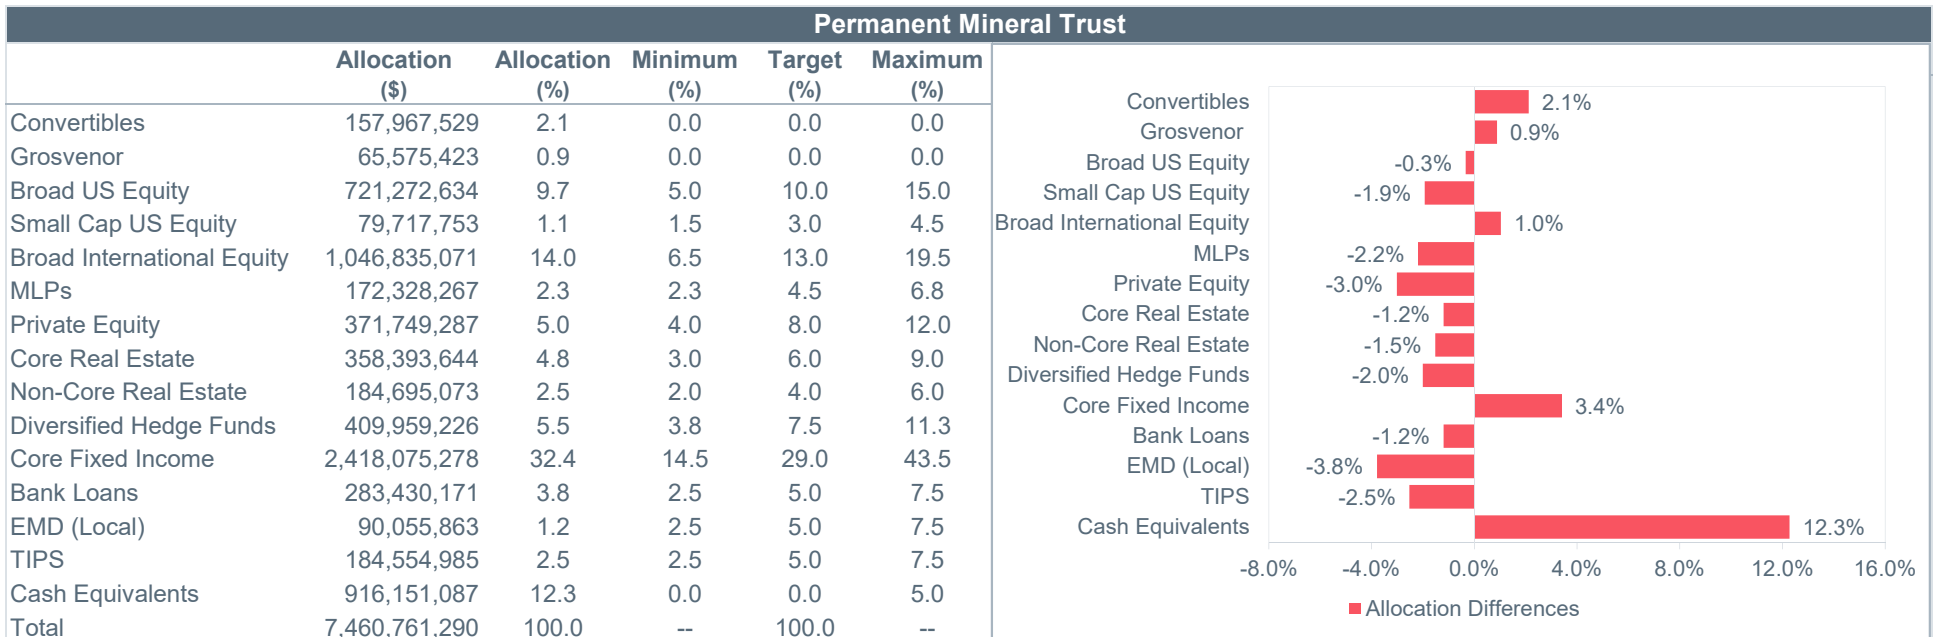 Permanent Mineral Trust
Allocation Allocation Minimum Target Maximum
($) (%) (%) (%) (%)
Convertibles 157,967,529 2.1 0.0 0.0 0.0
Grosvenor 65,575,423 0.9 0.0 0.0 0.0
Broad US Equity 721,272,634 9.7 5.0 10.0 15.0
Small Cap US Equity 79,717,753 1.1 1.5 3.0 4.5
Broad International Equity 1,046,835,071 14.0 6.5 13.0 19.5
MLPs 172,328,267 2.3 2.3 4.5 6.8
Private Equity 371,749,287 5.0 4.0 8.0 12.0
Core Real Estate 358,393,644 4.8 3.0 6.0 9.0
Non-Core Real Estate 184,695,073 2.5 2.0 4.0 6.0
Diversified Hedge Funds 409,959,226 5.5 3.8 7.5 11.3
Core Fixed Income 2,418,075,278 32.4 14.5 29.0 43.5
Bank Loans 283,430,171 3.8 2.5 5.0 7.5
EMD (Local) 90,055,863 1.2 2.5 5.0 7.5
TIPS 184,554,985 2.5 2.5 5.0 7.5
Cash Equivalents 916,151,087 12.3 0.0 0.0 5.0
Total 7,460,761,290 100.0 -- 100.0 --
Convertibles 2.1%
Grosvenor 0.9%
Broad US Equity -0.3%
Small Cap US Equity -1.9%
Broad International Equity 1.0%
MLPs -2.2%
Private Equity -3.0%
Core Real Estate -1.2%
Non-Core Real Estate -1.5%
Diversified Hedge Funds -2.0%
Core Fixed Income 3.4%
Bank Loans -1.2%
EMD (Local) -3.8%
TIPS -2.5%
Cash Equivalents 12.3%
-8.0% -4.0% 0.0% 4.0% 8.0% 12.0% 16.0%
Allocation Differences